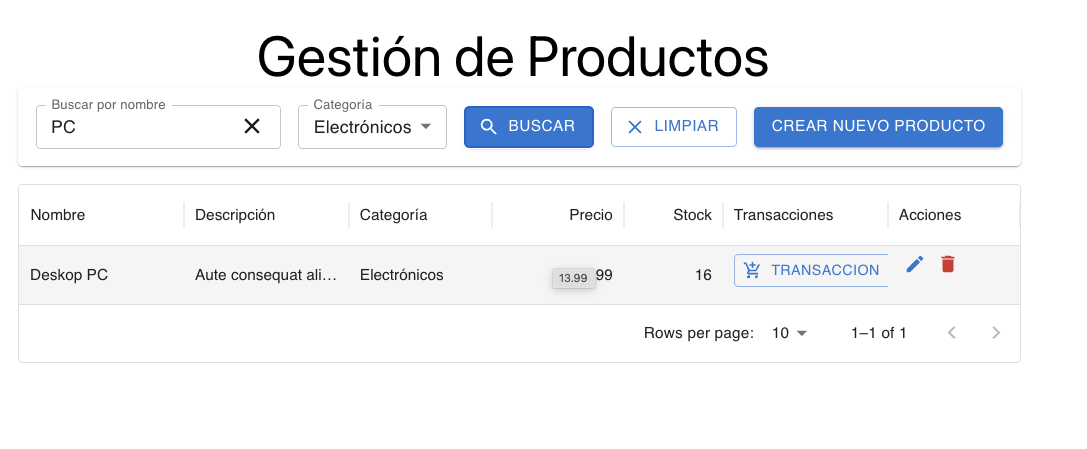 Gestión de Productos
Buscar por nombre
Categoría
PC
Electrónicos
BUSCAR
LIMPIAR
CREAR NUEVO PRODUCTO
Nombre Descripción Categoría Precio Stock Transacciones Acciones
Deskop PC Aute consequat ali… Electrónicos 13.99 99 16 TRANSACCION
Rows per page: 10 1–1 of 1